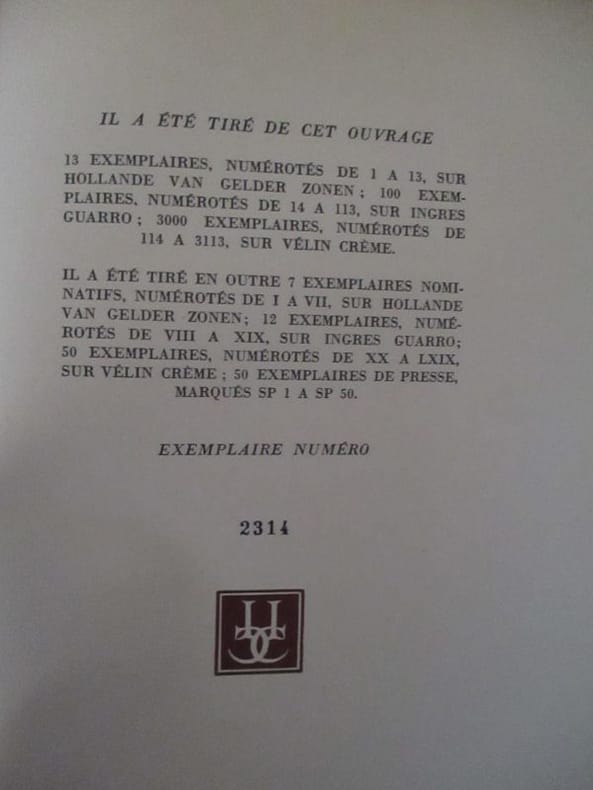 IL A ÉTÉ TIRÉ DE CET OUVRAGE
13 EXEMPLAIRES, NUMÉROTÉS DE 1 A 13, SUR
HOLLANDE VAN GELDER ZONEN ; 100 EXEM-
PLAIRES, NUMÉROTÉS DE 14 A 113, SUR INGRES
GUARRO ; 3000 EXEMPLAIRES, NUMÉROTÉS DE
114 A 3113, SUR VÉLIN CRÈME.
IL A ÉTÉ TIRÉ EN OUTRE 7 EXEMPLAIRES NOMI-
NATIFS, NUMÉROTÉS DE I A VII, SUR HOLLANDE
VAN GELDER ZONEN; 12 EXEMPLAIRES, NUMÉ-
ROTÉS DE VIII A XIX, SUR INGRES GUARRO;
50 EXEMPLAIRES, NUMÉROTÉS DE XX A LXIX,
SUR VÉLIN CRÈME ; 50 EXEMPLAIRES DE PRESSE,
MARQUÉS SP 1 A SP 50.
EXEMPLAIRE NUMÉRO
2314